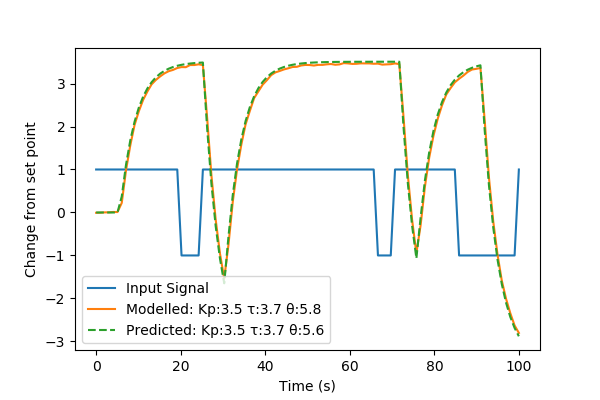 3
2
1
0
−1
−2
−3
Change from set point
Input Signal
Modelled: Kp:3.5 τ:3.7 θ:5.8
Predicted: Kp:3.5 τ:3.7 θ:5.6
0 20 40 60 80 100
Time (s)